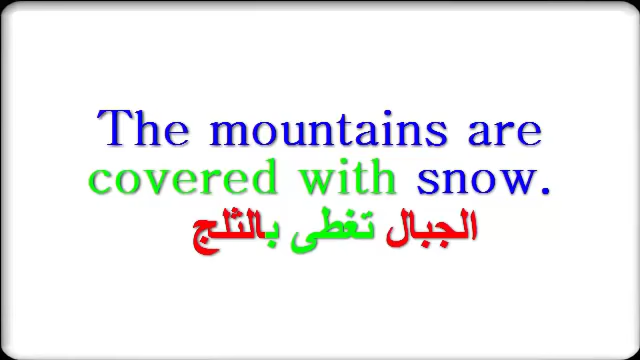 The mountains are
covered with snow.
الجبال تغطى بالثلج